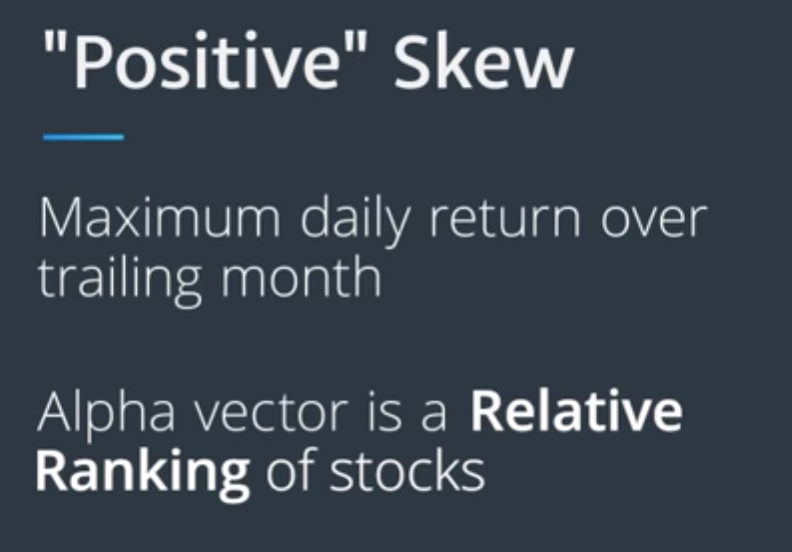 "Positive" Skew
Maximum daily return over
trailing month
Alpha vector is a Relative
Ranking of stocks